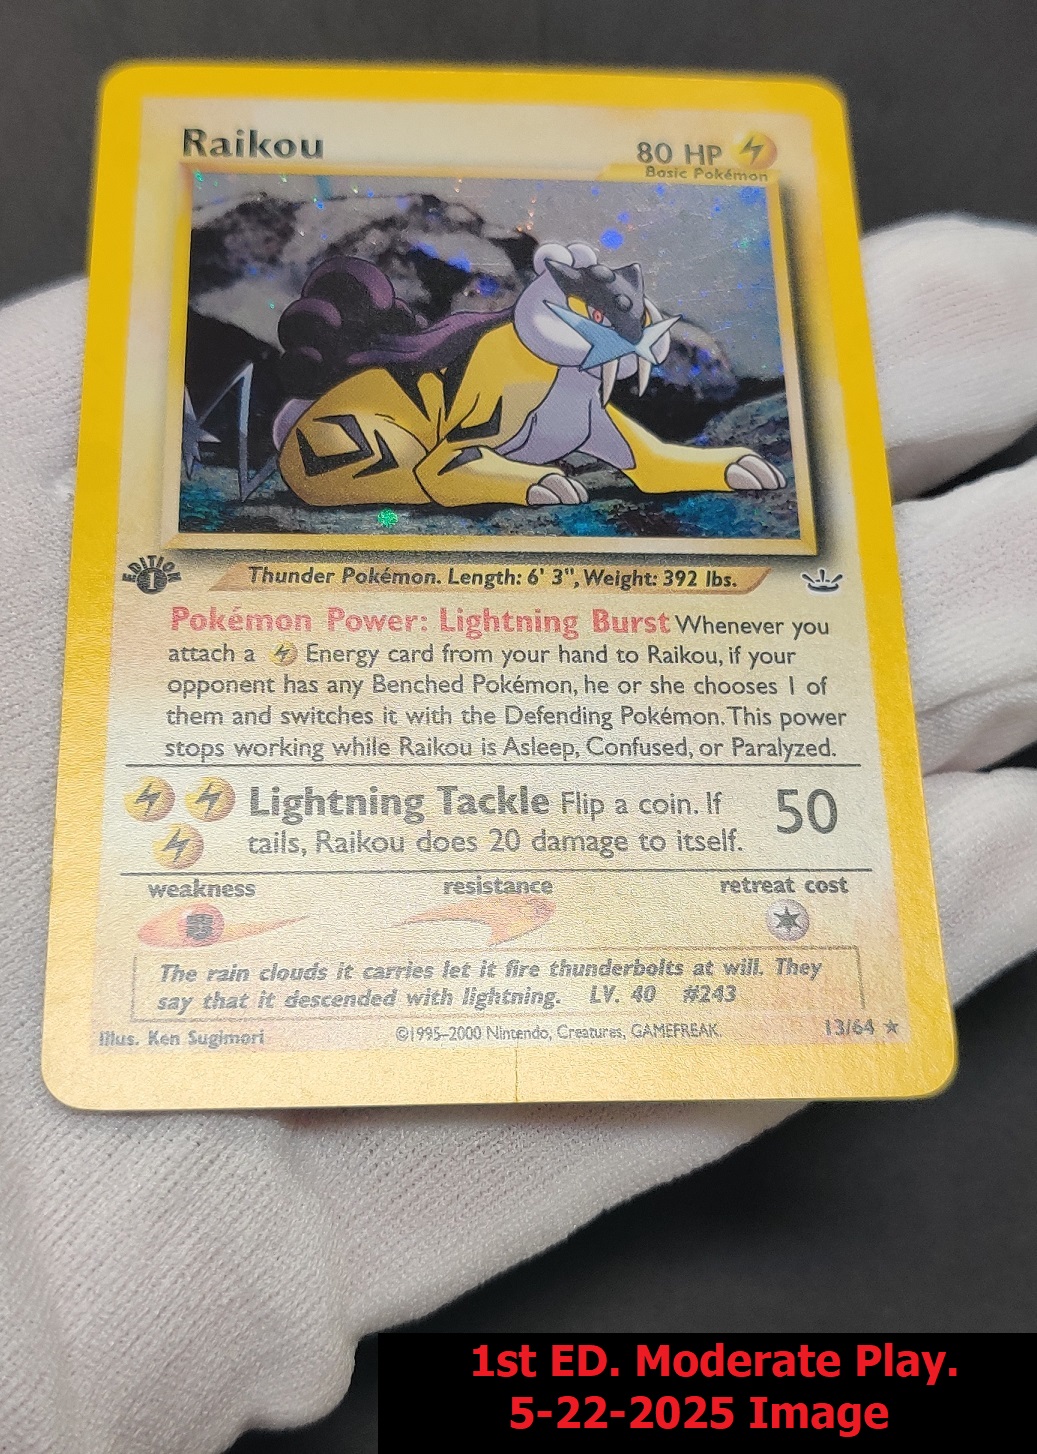 Raikou
80 HP
Basic Pokémon
EDITION
1
Thunder Pokémon. Length: 6' 3", Weight: 392 lbs.
Pokémon Power: Lightning Burst Whenever you
attach a Energy card from your hand to Raikou, if your
opponent has any Benched Pokémon, he or she chooses 1 of
them and switches it with the Defending Pokémon. This power
stops working while Raikou is Asleep, Confused, or Paralyzed.
Lightning Tackle Flip a coin. If
tails, Raikou does 20 damage to itself.
50
weakness
resistance
retreat cost
The rain clouds it carries let it fire thunderbolts at will. They
say that it descended with lightning. LV. 40 #243
Illus. Ken Sugimori
©1995–2000 Nintendo, Creatures, GAMEFREAK.
13/64 ★
1st ED. Moderate Play.
5-22-2025 Image